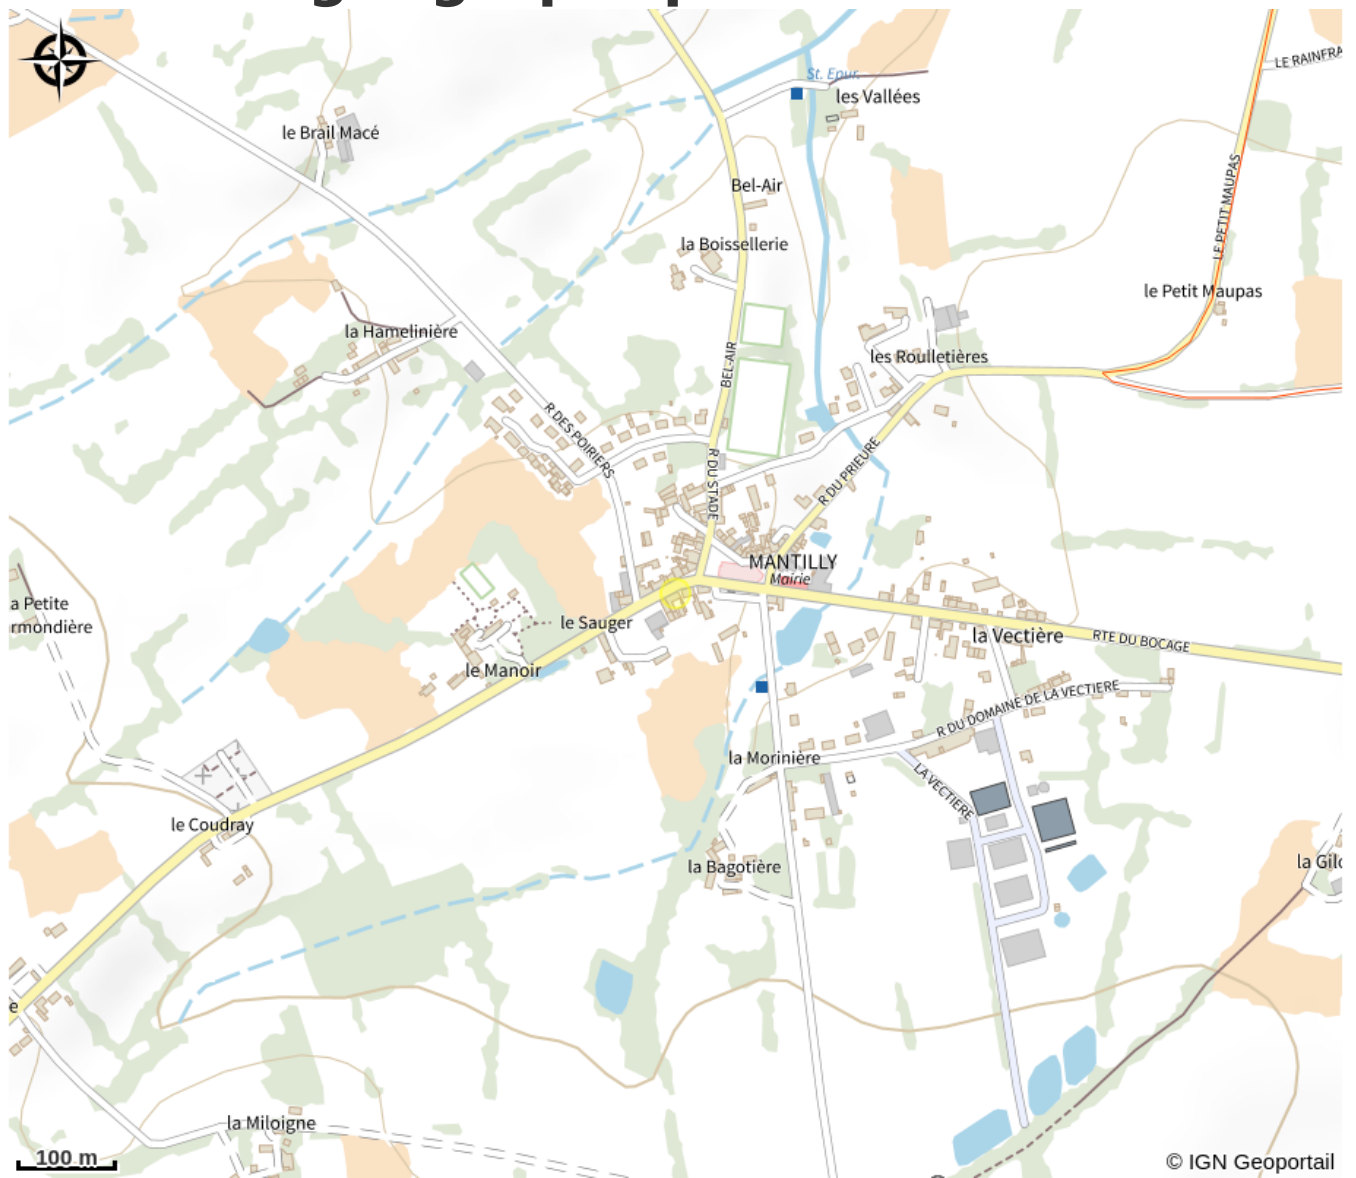 LE RAINFRA
St. Epur.
les Vallées
le Brail Macé
LE PETIT MAUPAS
Bel-Air
la Boissellerie
le Petit Maupas
la Hamelinière
BEL-AIR
les Roulletières
R DES POIRIERS
R DU STADE
R DU PRIEURE
MANTILLY
Mairie
a Petite
rmondière
le Sauger
la Vectière
RTE DU BOCAGE
le Manoir
R DU DOMAINE DE LA VECTIERE
la Morinière
LA VECTIERE
le Coudray
la Bagotière
la Gilo
e
la Miloigne
100 m
© IGN Geoportail